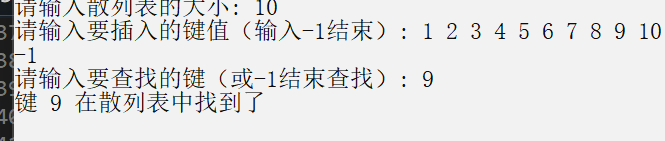 请输入散列表的大小: 10
请输入要插入的键值（输入-1结束）: 1 2 3 4 5 6 7 8 9 10
-1
请输入要查找的键（或-1结束查找）: 9
键 9 在散列表中找到了